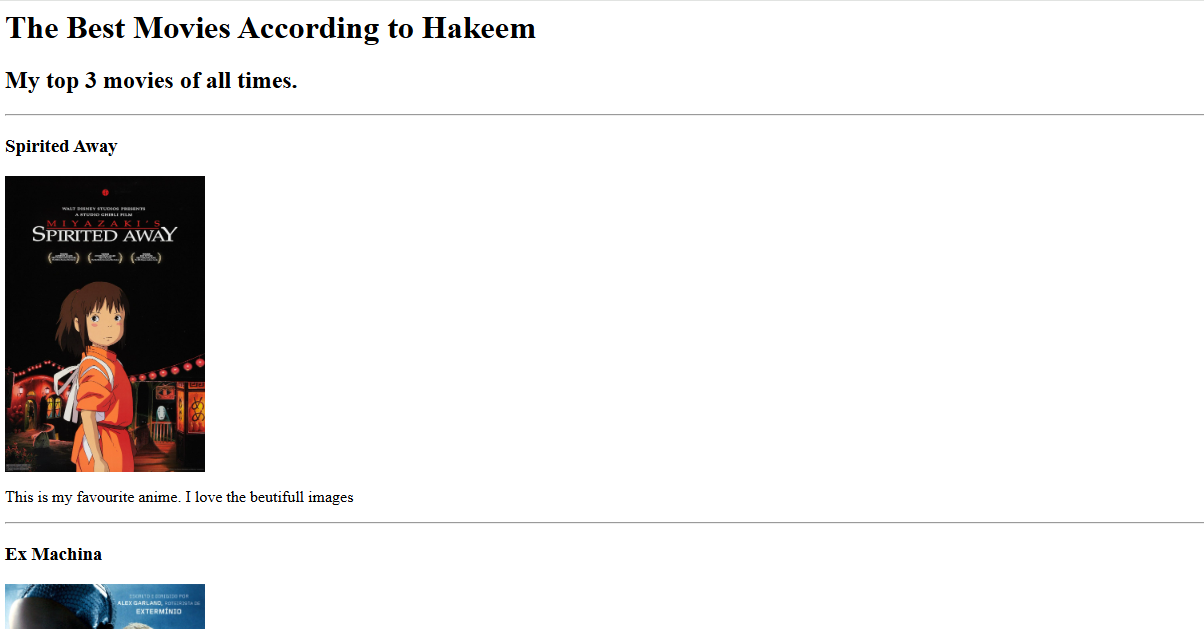 The Best Movies According to Hakeem
My top 3 movies of all times.
Spirited Away
WALT DISNEY STUDIOS PRESENTS
A STUDIO GHIBLI FILM
MIYAZAKI'S
SPIRITED AWAY
This is my favourite anime. I love the beutifull images
Ex Machina
ESCRITO E DIRIGIDO POR
ALEX GARLAND, ROTEIRISTA DE
EXTERMÍNIO